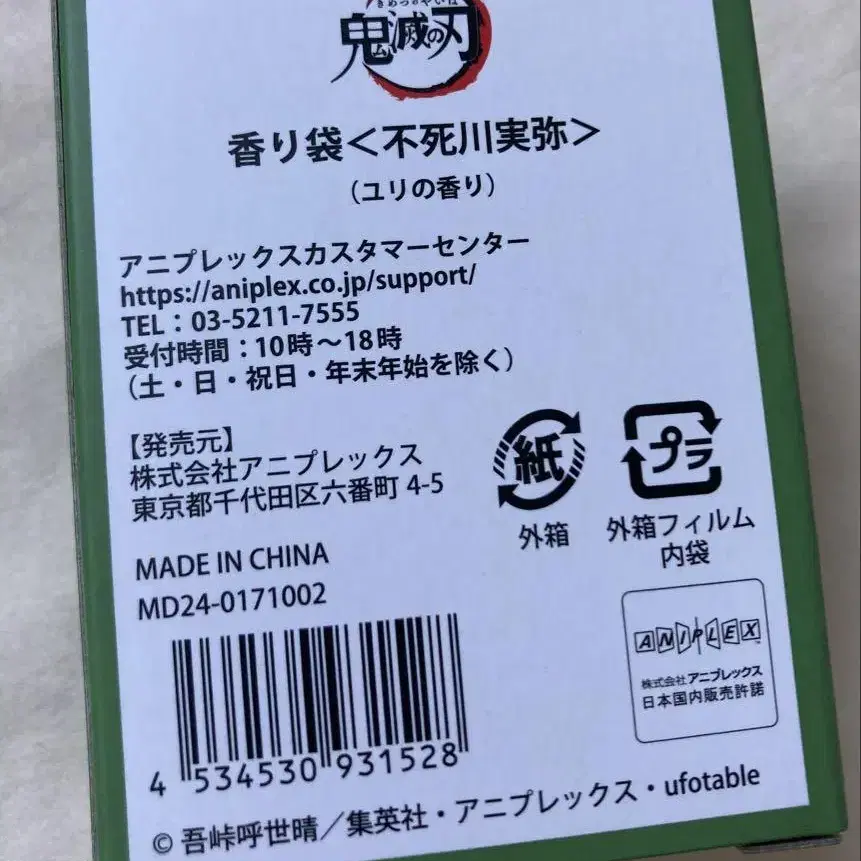 きめつのやいば
鬼滅の刃
香り袋＜不死川実弥＞
（ユリの香り）
アニプレックスカスタマーセンター
https://aniplex.co.jp/support/
TEL：03-5211-7555
受付時間：10時～18時
（土・日・祝日・年末年始を除く）
【発売元】
株式会社アニプレックス
東京都千代田区六番町 4-5
紙
プラ
外箱
外箱フィルム
内袋
MADE IN CHINA
MD24-0171002
ANIPLEX
株式会社アニプレックス
日本国内販売許諾
4 534530 931528
© 吾峠呼世晴／集英社・アニプレックス・ufotable